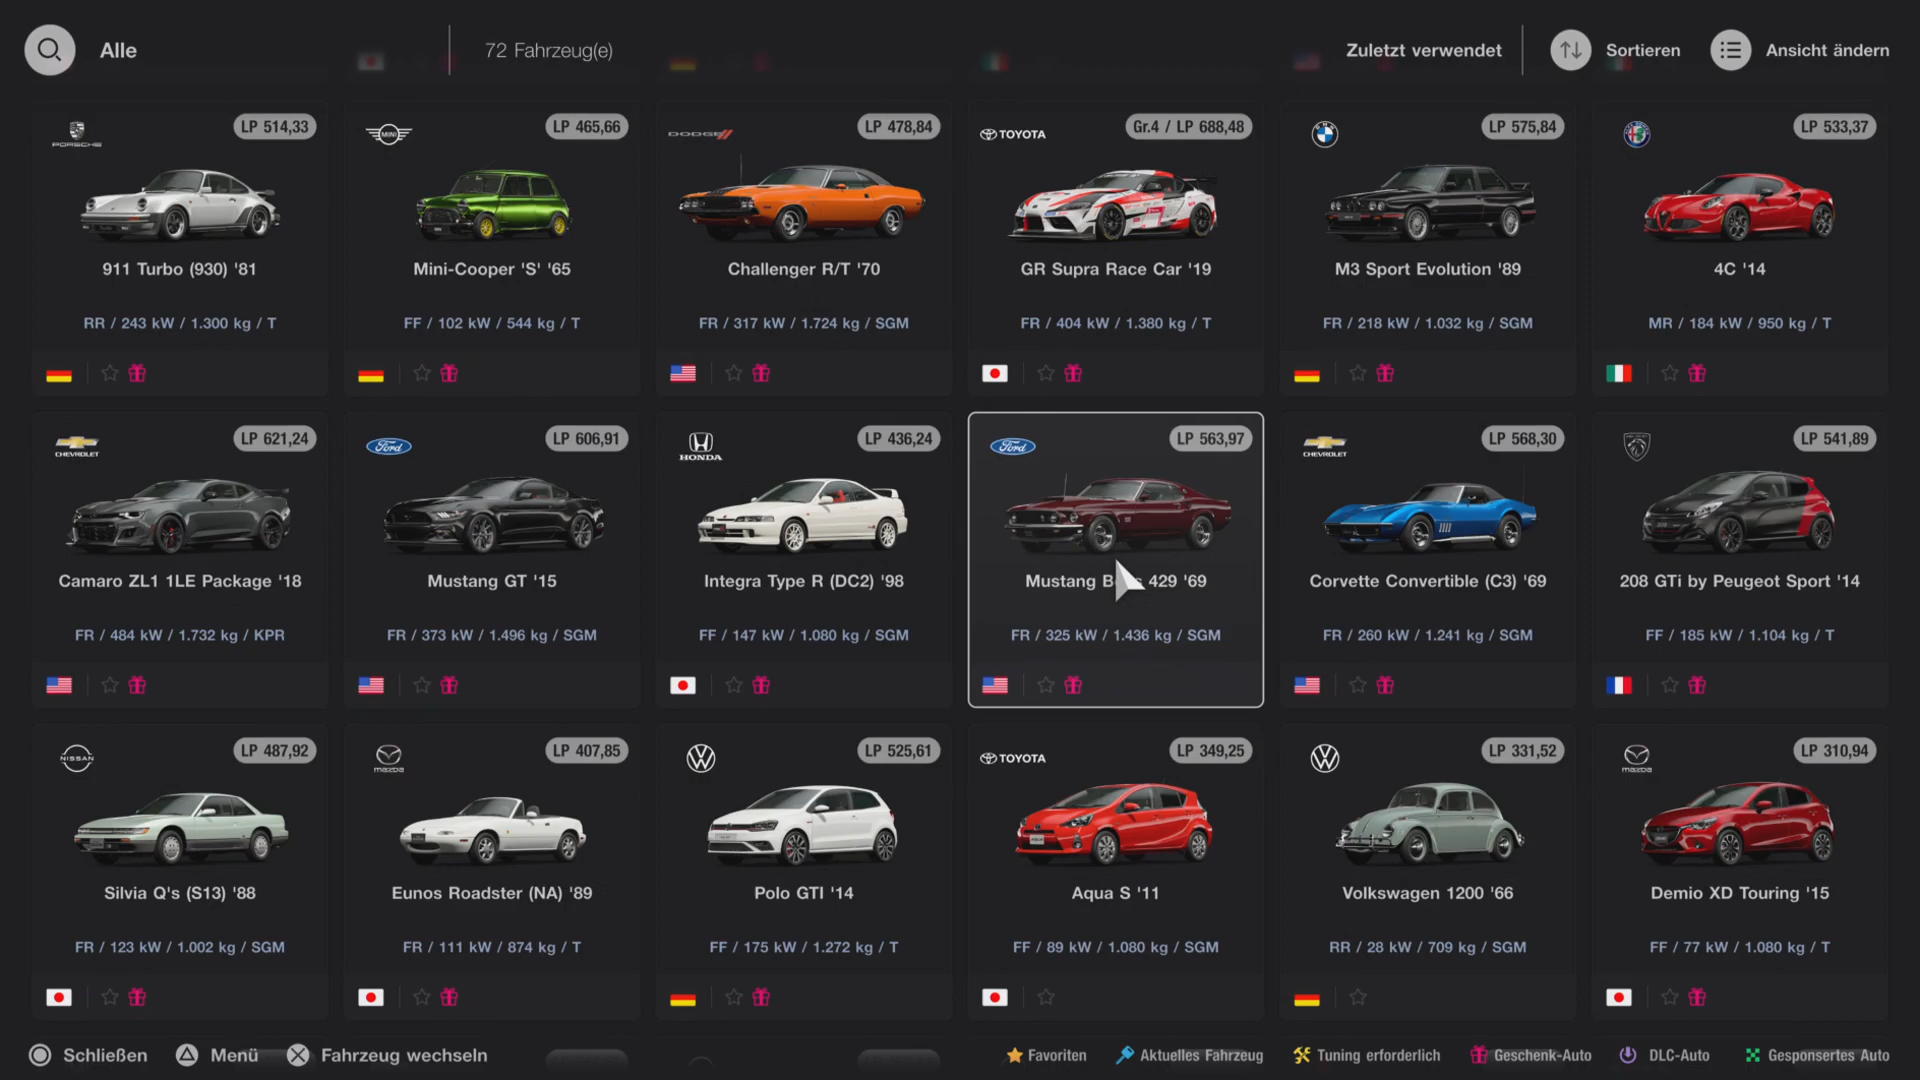 Alle
72 Fahrzeug(e)
Zuletzt verwendet
Sortieren
Ansicht ändern
PORSCHE
LP 514,33
911 Turbo (930) '81
RR / 243 kW / 1.300 kg / T
MINI
LP 465,66
Mini-Cooper 'S' '65
FF / 102 kW / 544 kg / T
DODGE
LP 478,84
Challenger R/T '70
FR / 317 kW / 1.724 kg / SGM
TOYOTA
Gr.4 / LP 688,48
GR Supra Race Car '19
FR / 404 kW / 1.380 kg / T
LP 575,84
M3 Sport Evolution '89
FR / 218 kW / 1.032 kg / SGM
LP 533,37
4C '14
MR / 184 kW / 950 kg / T
CHEVROLET
LP 621,24
Camaro ZL1 1LE Package '18
FR / 484 kW / 1.732 kg / KPR
Ford
LP 606,91
Mustang GT '15
FR / 373 kW / 1.496 kg / SGM
HONDA
LP 436,24
Integra Type R (DC2) '98
FF / 147 kW / 1.080 kg / SGM
Ford
LP 563,97
Mustang B 429 '69
FR / 325 kW / 1.436 kg / SGM
CHEVROLET
LP 568,30
Corvette Convertible (C3) '69
FR / 260 kW / 1.241 kg / SGM
LP 541,89
208 GTi by Peugeot Sport '14
FF / 185 kW / 1.104 kg / T
NISSAN
LP 487,92
Silvia Q's (S13) '88
FR / 123 kW / 1.002 kg / SGM
mazda
LP 407,85
Eunos Roadster (NA) '89
FR / 111 kW / 874 kg / T
LP 525,61
Polo GTI '14
FF / 175 kW / 1.272 kg / T
TOYOTA
LP 349,25
Aqua S '11
FF / 89 kW / 1.080 kg / SGM
LP 331,52
Volkswagen 1200 '66
RR / 28 kW / 709 kg / SGM
mazda
LP 310,94
Demio XD Touring '15
FF / 77 kW / 1.080 kg / T
Schließen
Menü
Fahrzeug wechseln
Favoriten
Aktuelles Fahrzeug
Tuning erforderlich
Geschenk-Auto
DLC-Auto
Gesponsertes Auto